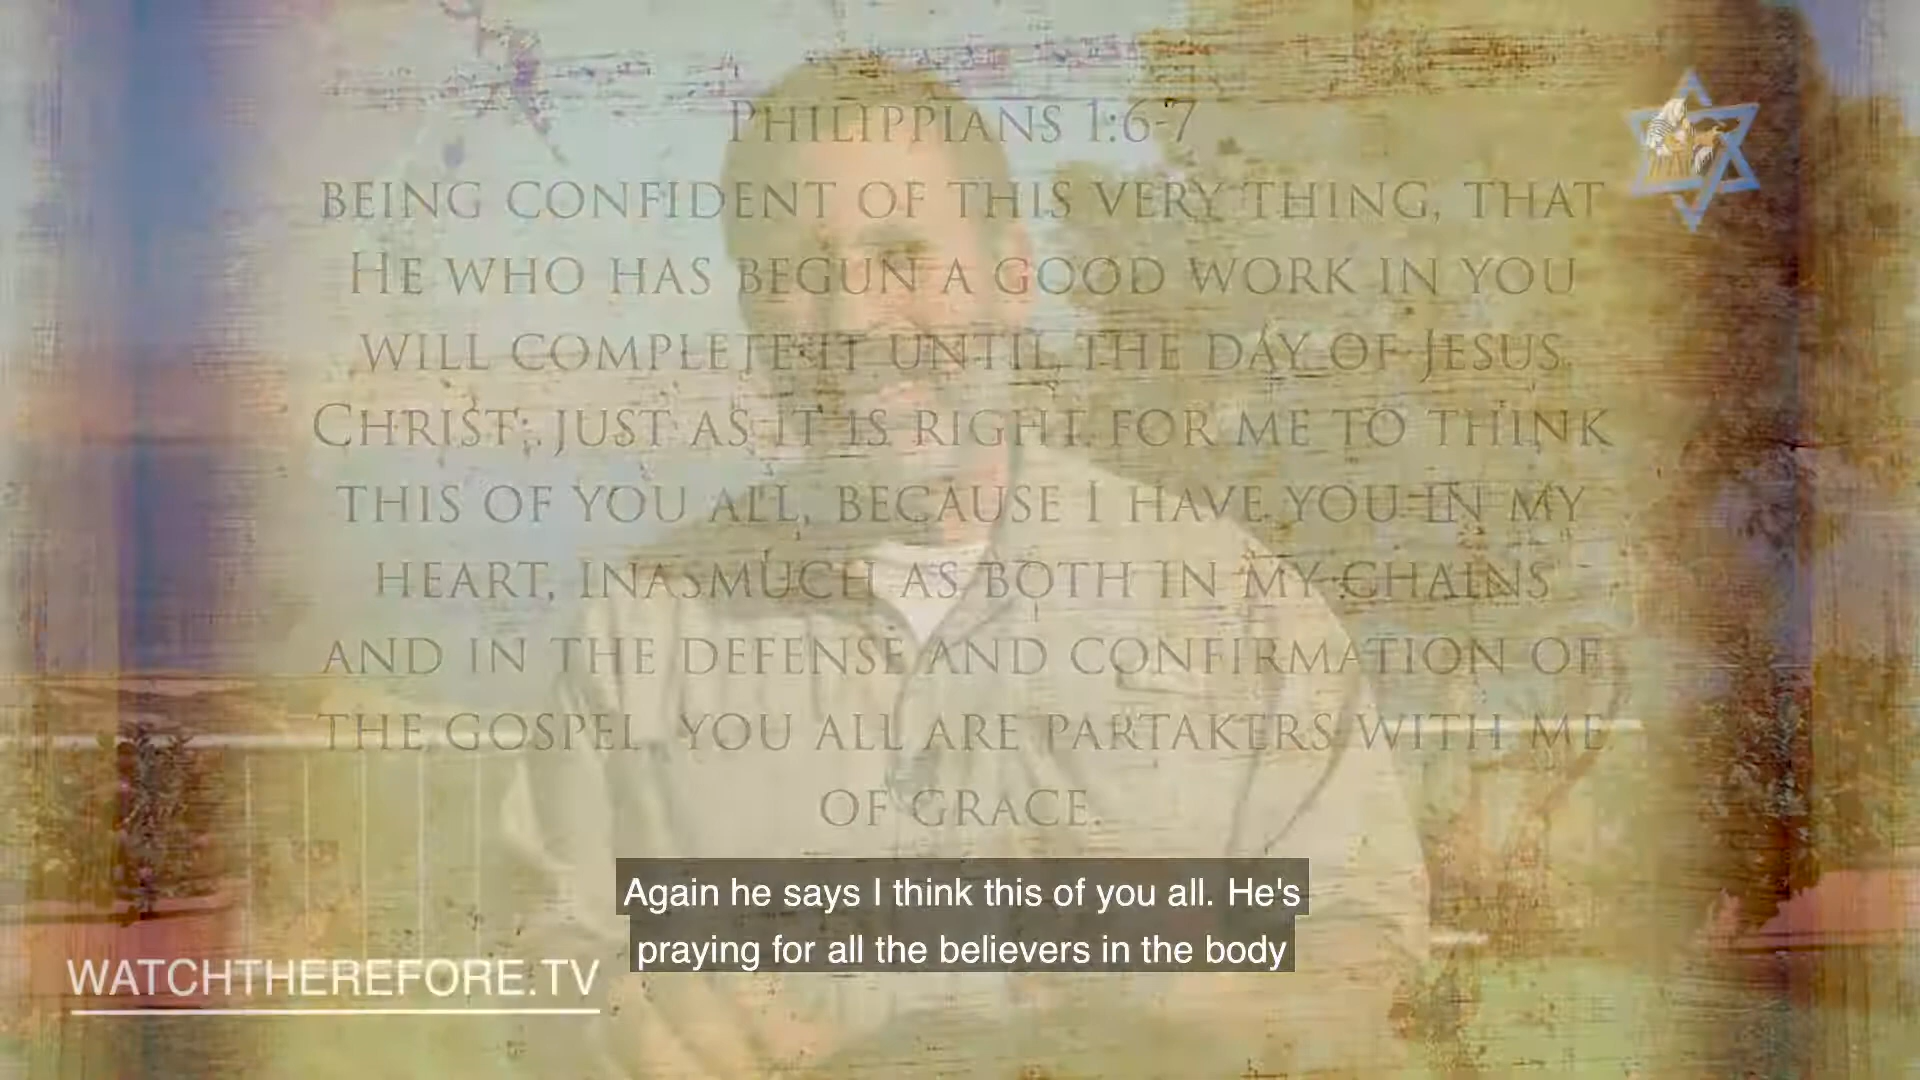 PHILIPPIANS 1:6-7
BEING CONFIDENT OF THIS VERY THING, THAT
HE WHO HAS BEGUN A GOOD WORK IN YOU
WILL COMPLETE IT UNTIL THE DAY OF JESUS
CHRIST; JUST AS IT IS RIGHT FOR ME TO THINK
THIS OF YOU ALL, BECAUSE I HAVE YOU IN MY
HEART, INASMUCH AS BOTH IN MY CHAINS
AND IN THE DEFENSE AND CONFIRMATION OF
THE GOSPEL, YOU ALL ARE PARTAKERS WITH ME
OF GRACE.
Again he says I think this of you all. He's
praying for all the believers in the body
WATCHTHEREFORE.TV